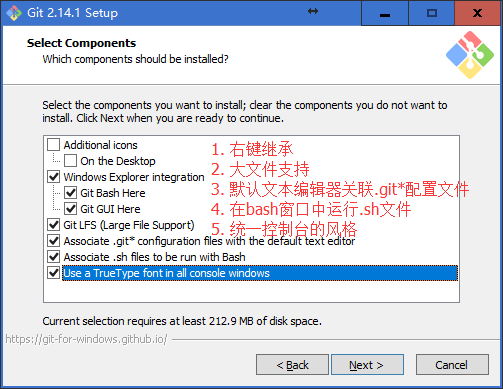 Git 2.14.1 Setup
Select Components
Which components should be installed?
Select the components you want to install; clear the components you do not want to
install. Click Next when you are ready to continue.
Additional icons
On the Desktop
Windows Explorer integration
Git Bash Here
Git GUI Here
Git LFS (Large File Support)
Associate .git* configuration files with the default text editor
Associate .sh files to be run with Bash
Use a TrueType font in all console windows
1. 右键继承
2. 大文件支持
3. 默认文本编辑器关联.git*配置文件
4. 在bash窗口中运行.sh文件
5. 统一控制台的风格
Current selection requires at least 212.9 MB of disk space.
https://git-for-windows.github.io/
< Back
Next >
Cancel